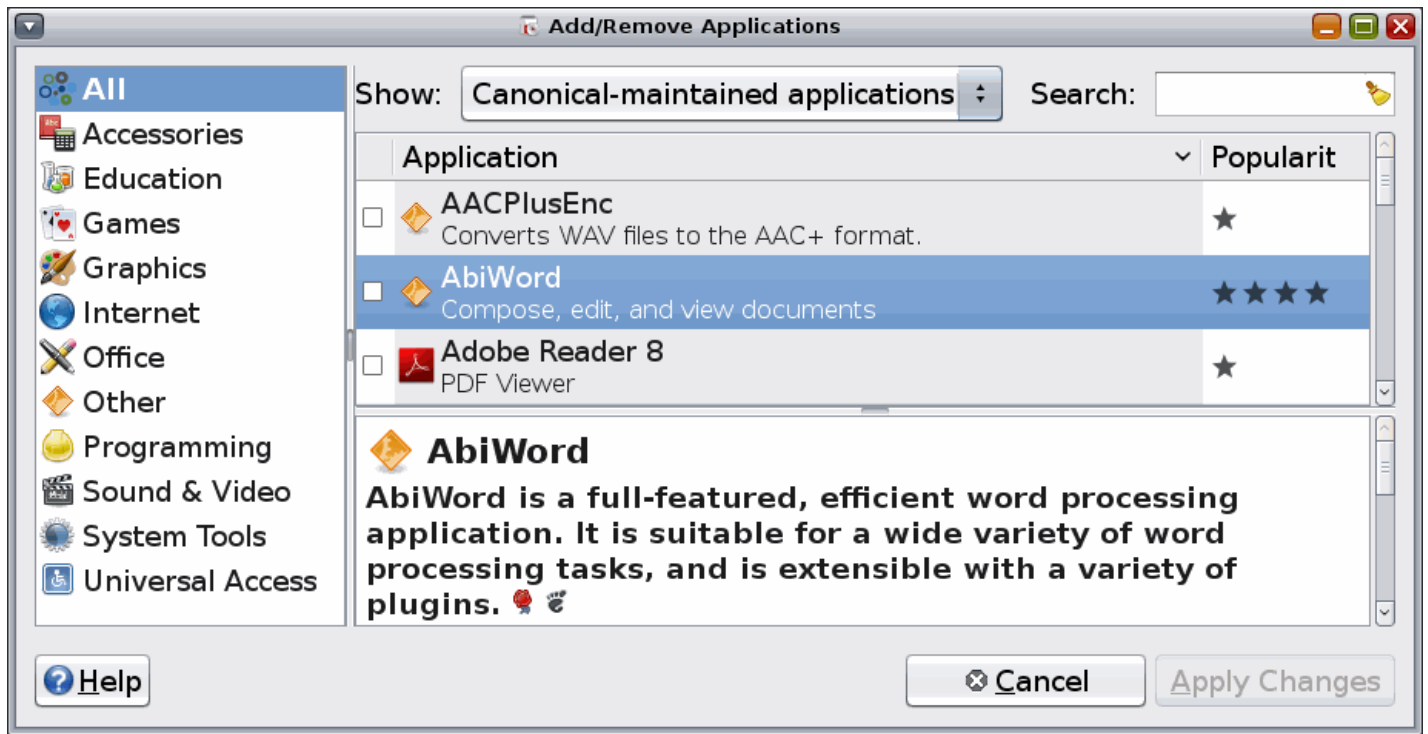 Add/Remove Applications
All
Accessories
Education
Games
Graphics
Internet
Office
Other
Programming
Sound & Video
System Tools
Universal Access
Show: Canonical-maintained applications Search:
Application Popularit
AACPlusEnc
Converts WAV files to the AAC+ format.
AbiWord
Compose, edit, and view documents
Adobe Reader 8
PDF Viewer
AbiWord
AbiWord is a full-featured, efficient word processing
application. It is suitable for a wide variety of word
processing tasks, and is extensible with a variety of
plugins.
Help Cancel Apply Changes